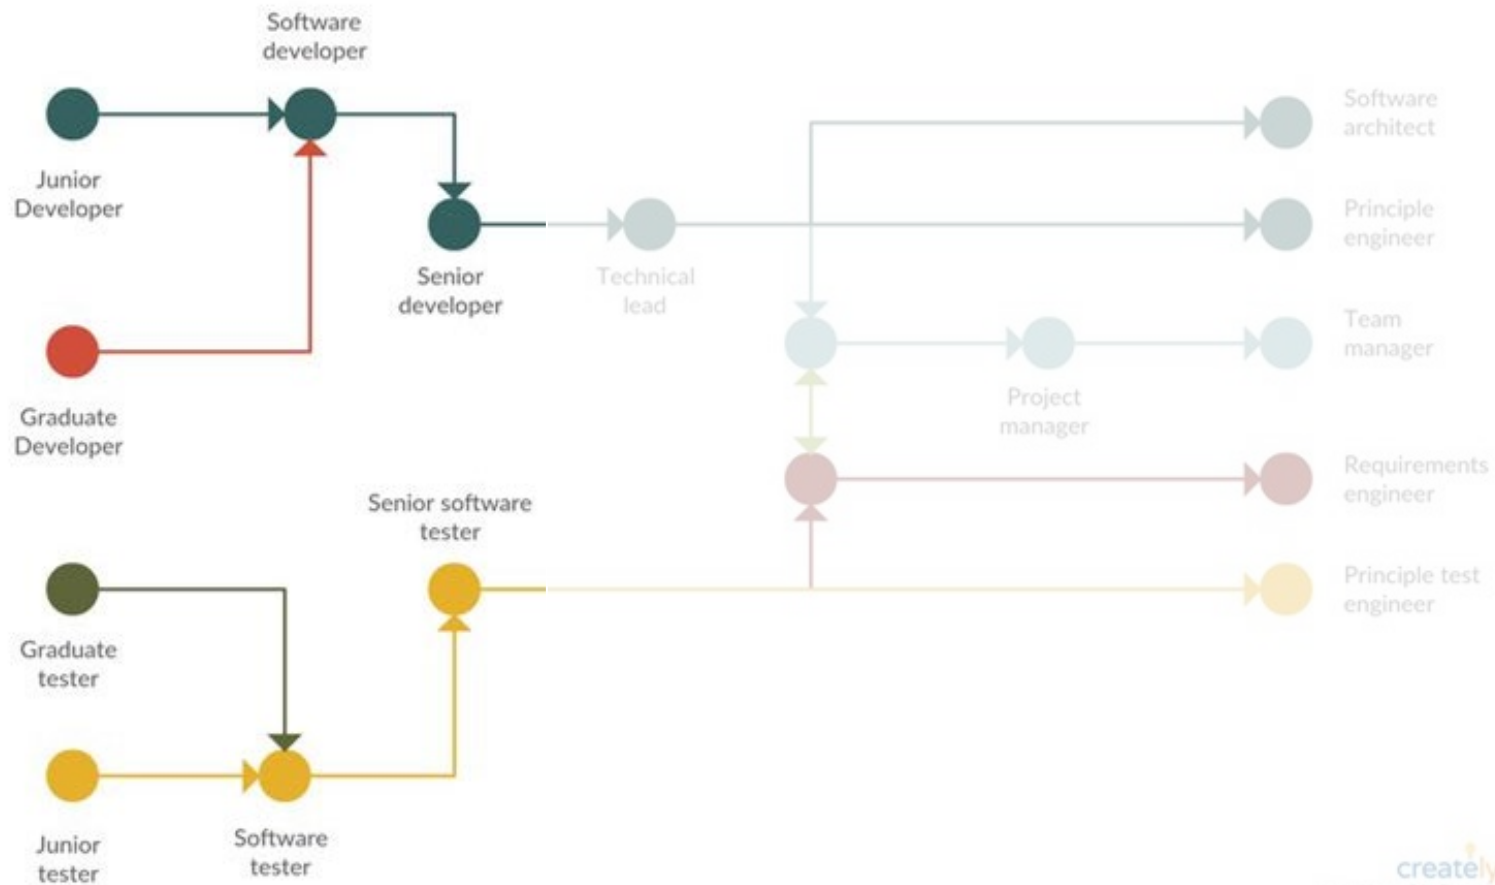 Software
developer
Junior
Developer
Graduate
Developer
Senior
developer
Technical
lead
Software
architect
Principle
engineer
Team
manager
Project
manager
Requirements
engineer
Principle test
engineer
Senior software
tester
Graduate
tester
Junior
tester
Software
tester
creately